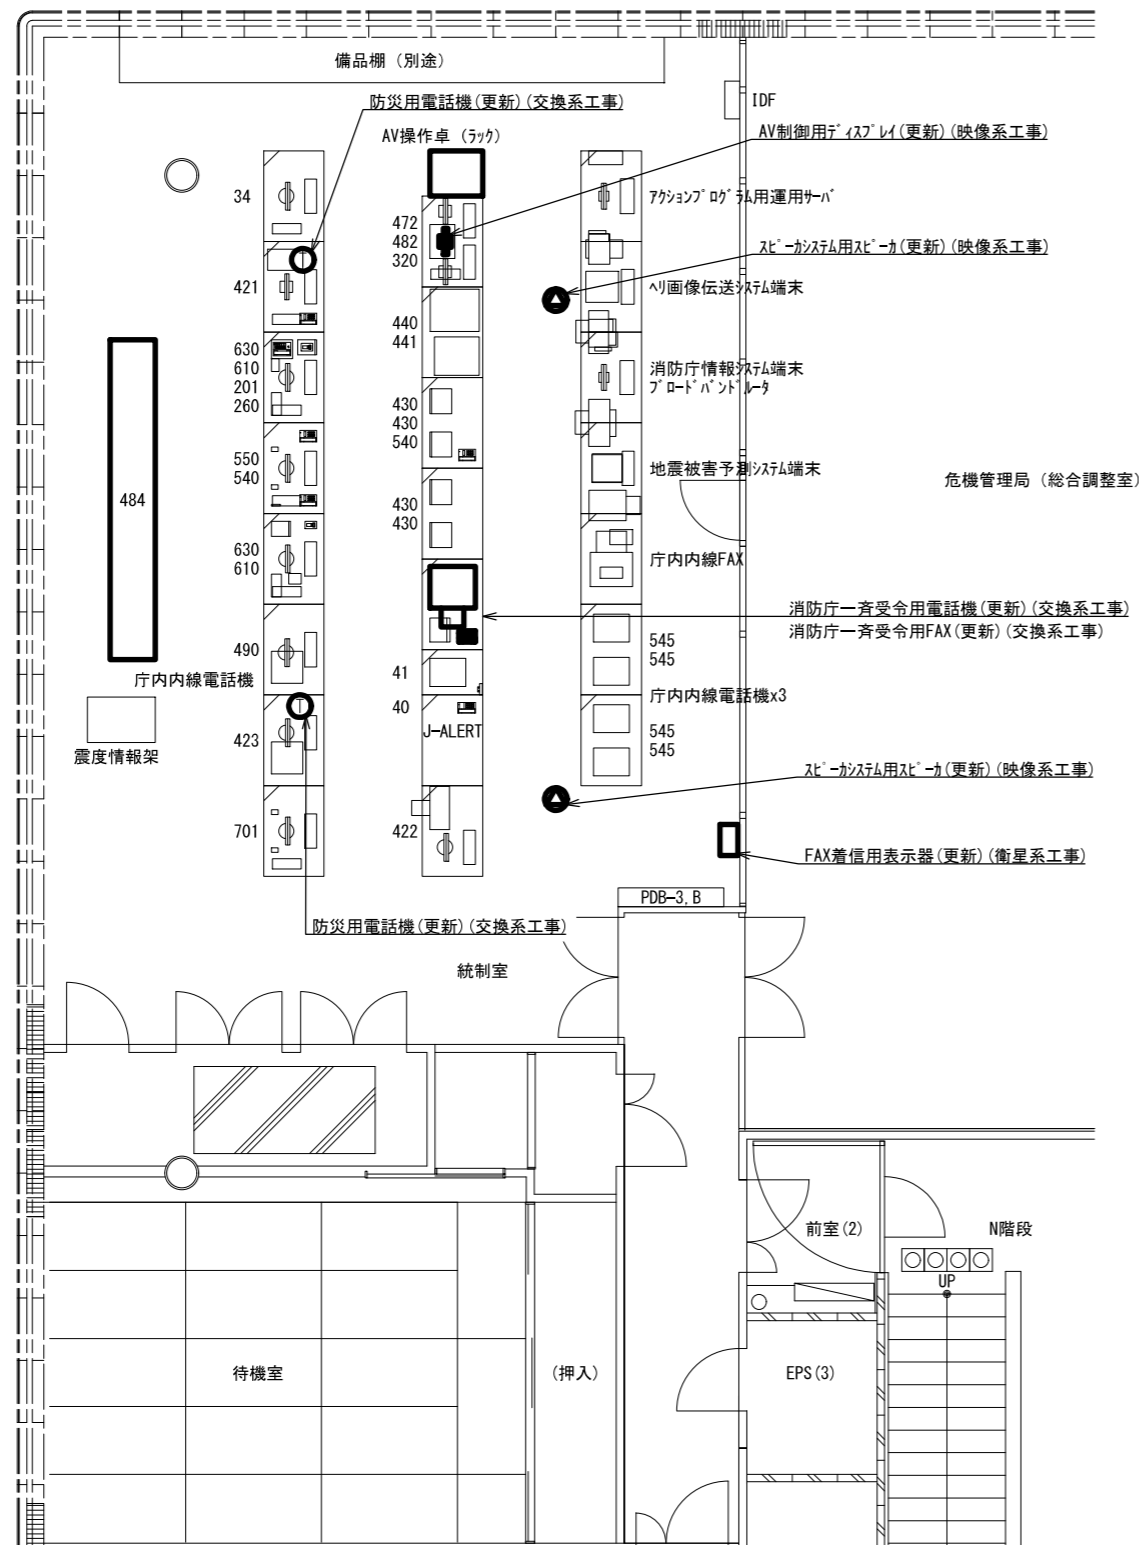 備品棚（別途）
防災用電話機(更新)(交換系工事)
IDF
AV操作卓（ﾗｯｸ）
AV制御用ﾃﾞｨｽﾌﾟﾚｲ(更新)(映像系工事)
34
472
482
320
ｱｸｼｮﾝﾌﾟﾛｸﾞﾗﾑ用運用ｻｰﾊﾞ
ｽﾋﾟｰｶｼｽﾃﾑ用ｽﾋﾟｰｶ(更新)(映像系工事)
421
ﾍﾘ画像伝送ｼｽﾃﾑ端末
440
441
630
610
201
260
消防庁情報ｼｽﾃﾑ端末
ﾌﾞﾛｰﾄﾞﾊﾞﾝﾄﾞﾙｰﾀ
430
430
540
550
540
地震被害予測ｼｽﾃﾑ端末
危機管理局（総合調整室）
484
430
430
630
610
庁内内線FAX
消防庁一斉受令用電話機(更新)(交換系工事)
消防庁一斉受令用FAX(更新)(交換系工事)
490
545
545
庁内内線電話機
41
庁内内線電話機x3
40
J-ALERT
423
545
545
震度情報架
ｽﾋﾟｰｶｼｽﾃﾑ用ｽﾋﾟｰｶ(更新)(映像系工事)
701
422
FAX着信用表示器(更新)(衛星系工事)
PDB-3,B
防災用電話機(更新)(交換系工事)
統制室
前室(2)
N階段
UP
待機室
(押入)
EPS(3)